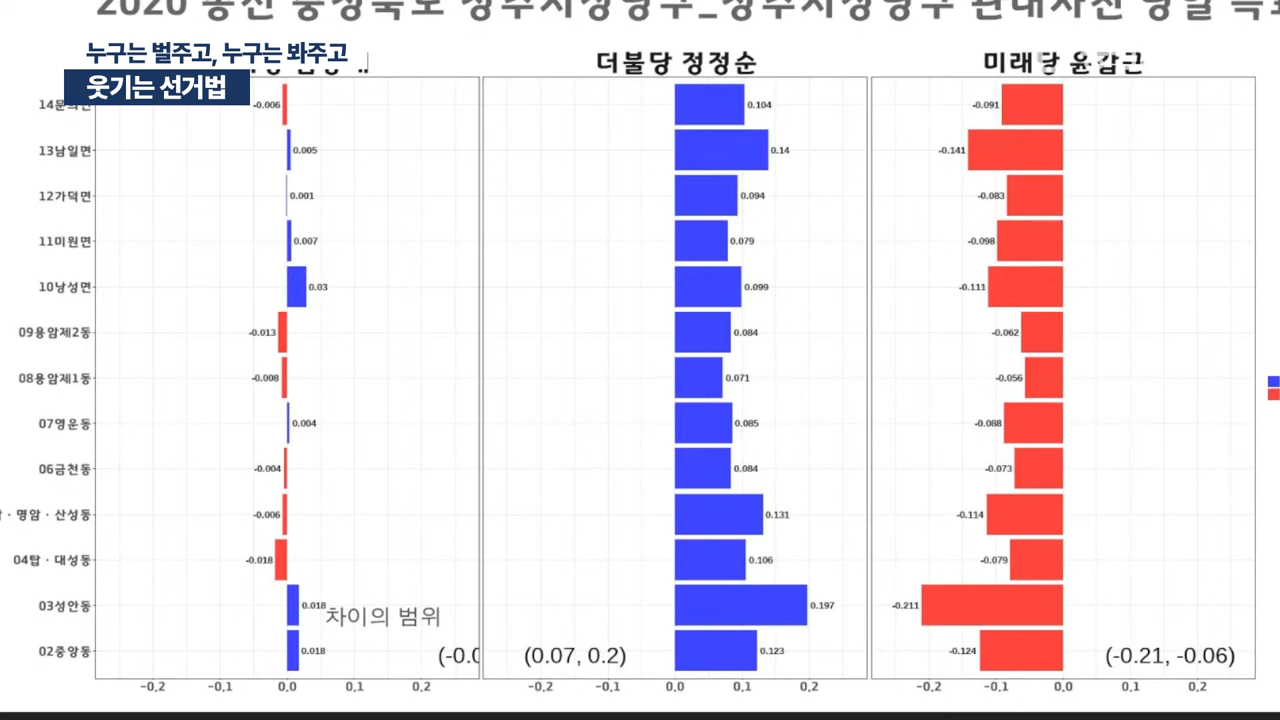 누구는 벌주고, 누구는 봐주고
웃기는 선거법
더불당 정정순
미래당 윤갑근
-0.006
0.104
-0.091
13남일면
0.005
0.14
-0.141
12가덕면
0.001
0.094
-0.083
11미원면
0.007
0.079
-0.098
10낭성면
0.03
0.099
-0.111
09용암제2동
-0.013
0.084
-0.062
08용암제1동
-0.008
0.071
-0.056
07영운동
0.004
0.085
-0.088
06금천동
-0.004
0.084
-0.073
· 명암 · 산성동
-0.006
0.131
-0.114
04탑 · 대성동
-0.018
0.106
-0.079
03성안동
0.018
차이의 범위
0.197
-0.211
02중앙동
0.018
(0.07, 0.2)
0.123
-0.124
(-0.21, -0.06)
-0.2 -0.1 0.0 0.1 0.2
-0.2 -0.1 0.0 0.1 0.2
-0.2 -0.1 0.0 0.1 0.2